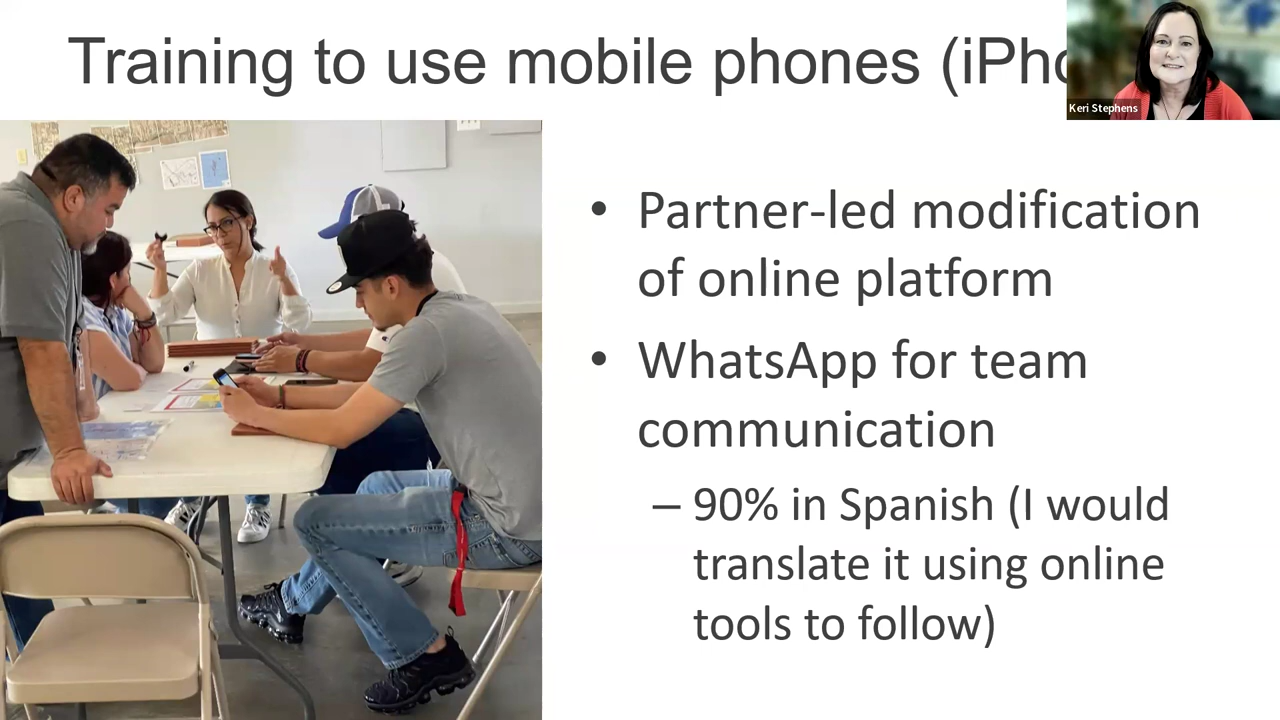 Training to use mobile phones (iPho
Keri Stephens
• Partner-led modification
of online platform
• WhatsApp for team
communication
– 90% in Spanish (I would
translate it using online
tools to follow)